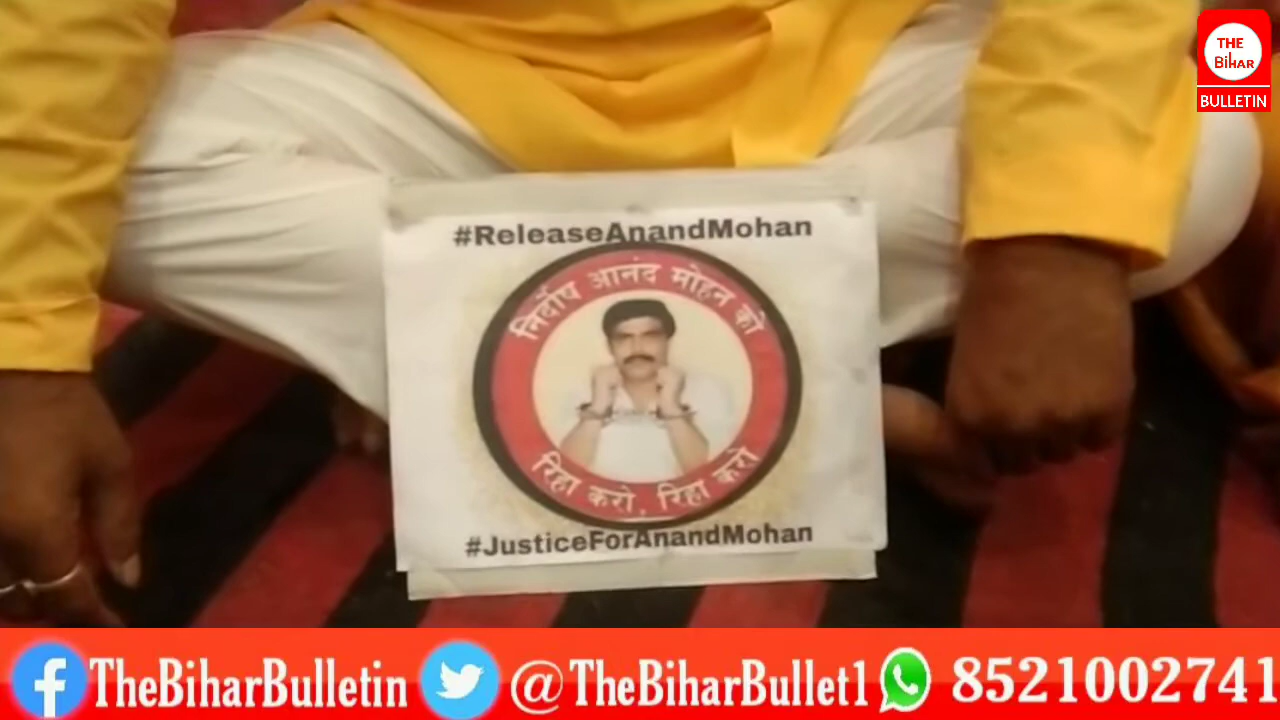 THE
BiHAR
BULLETIN
#ReleaseAnandMohan
निर्दोष आनंद मोहन को
रिहा करो, रिहा करो
#JusticeForAnandMohan
TheBiharBulletin
@TheBiharBullet1
8521002741